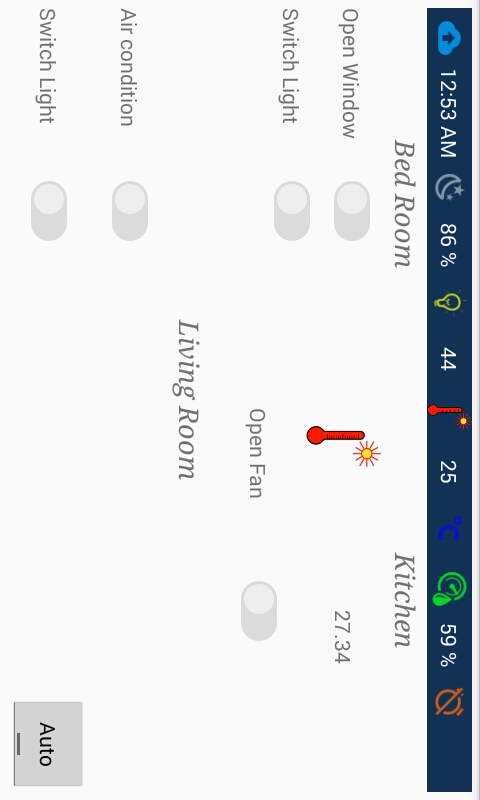 12:53 AM 86 % 44 25 °C 59 %
Bed Room Kitchen
Open Window 27.34
Switch Light
Open Fan
Living Room
Air condition
Switch Light
Auto